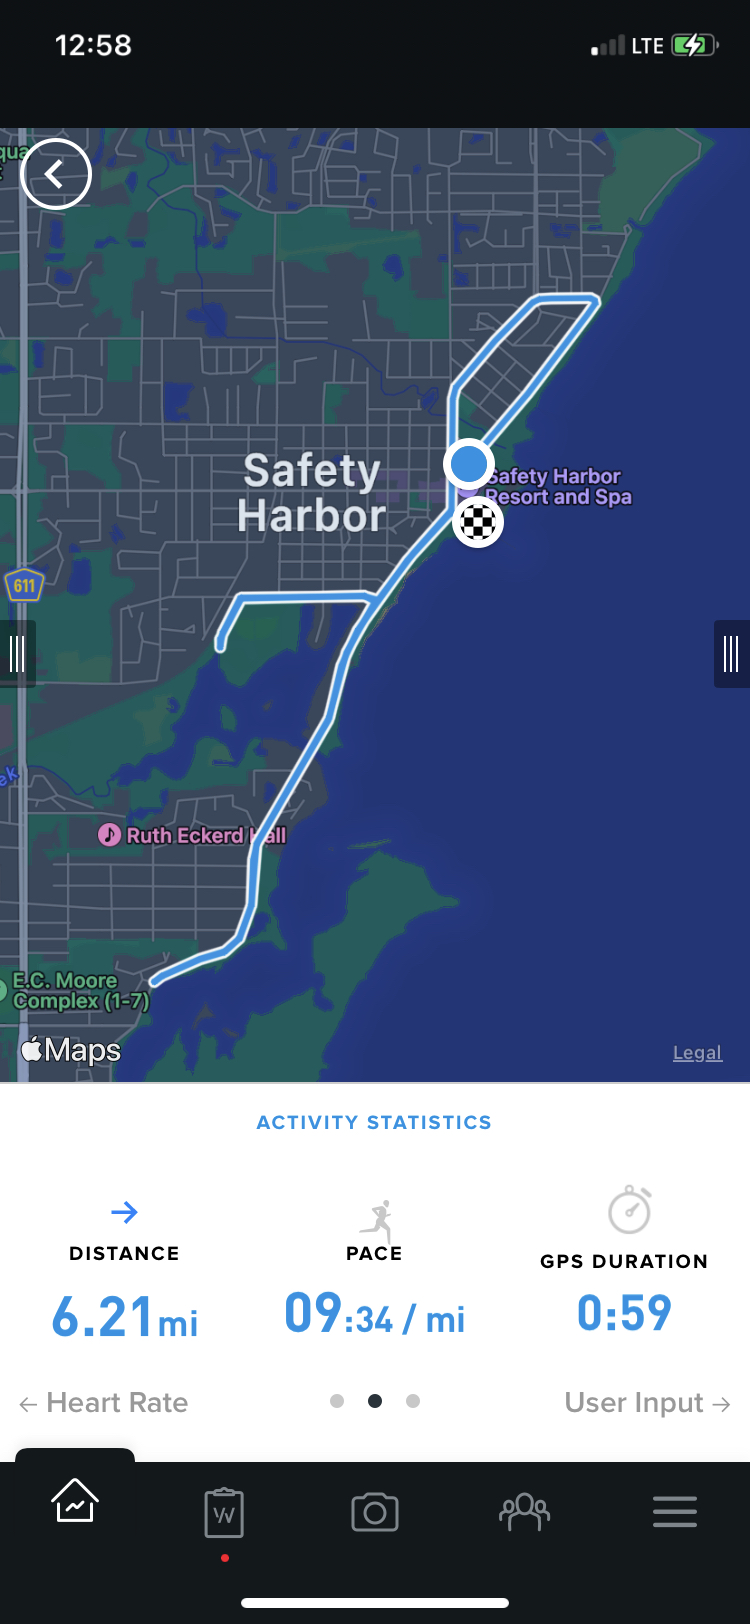 12:58
LTE
qua
Safety
Harbor
Safety Harbor
Resort and Spa
611
ek
Ruth Eckerd Hall
E.C. Moore
Complex (1-7)
Maps
Legal
ACTIVITY STATISTICS
DISTANCE
PACE
GPS DURATION
6.21mi
09:34 / mi
0:59
← Heart Rate
User Input →